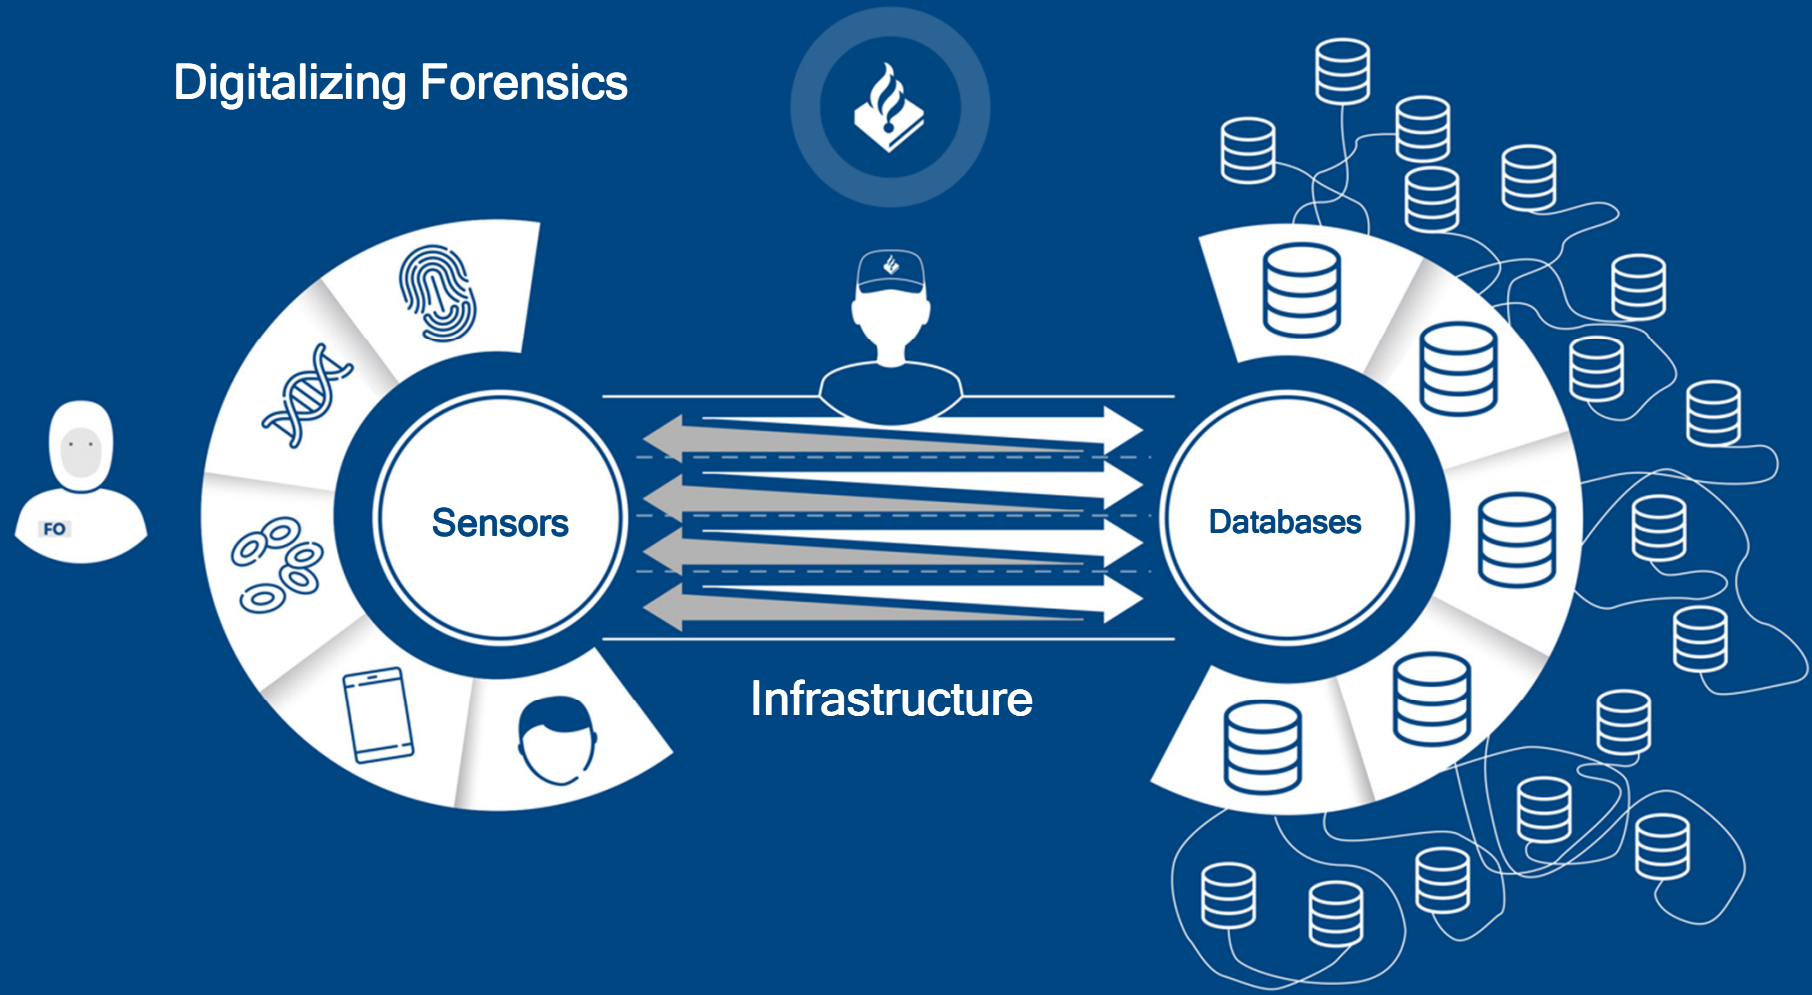 Digitalizing Forensics
FO
Sensors
Databases
Infrastructure